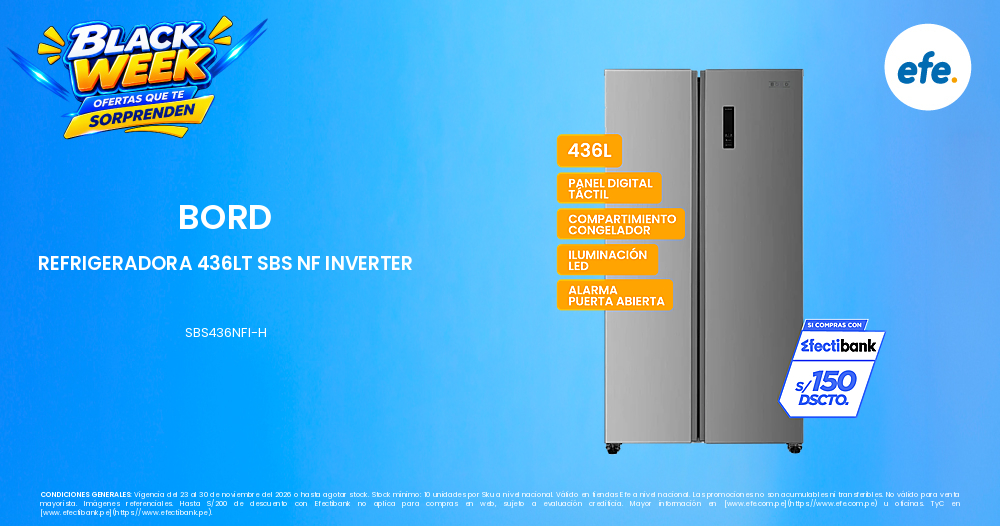 BLACK
WEEK
OFERTAS QUE TE
SORPRENDEN
efe.
BORD
REFRIGERADORA 436LT SBS NF INVERTER
SBS436NFI-H
436L
PANEL DIGITAL
TÁCTIL
COMPARTIMIENTO
CONGELADOR
ILUMINACIÓN
LED
ALARMA
PUERTA ABIERTA
SI COMPRAS CON
Efectibank
S/150
DSCTO.
CONDICIONES GENERALES: Vigencia del 23 al 30 de noviembre del 2026 o hasta agotar stock. Stock mínimo: 10 unidades por Sku a nivel nacional. Válido en tiendas Efe a nivel nacional. Las promociones no son acumulables ni transferibles. No válido para venta
mayorista. Imágenes referenciales. Hasta S/200 de descuento con Efectibank no aplica para compras en web, sujeto a evaluación crediticia. Mayor información en [www.efe.com.pe](https://www.efe.com.pe) u oficinas. TyC en
[www.efectibank.pe](https://www.efectibank.pe).